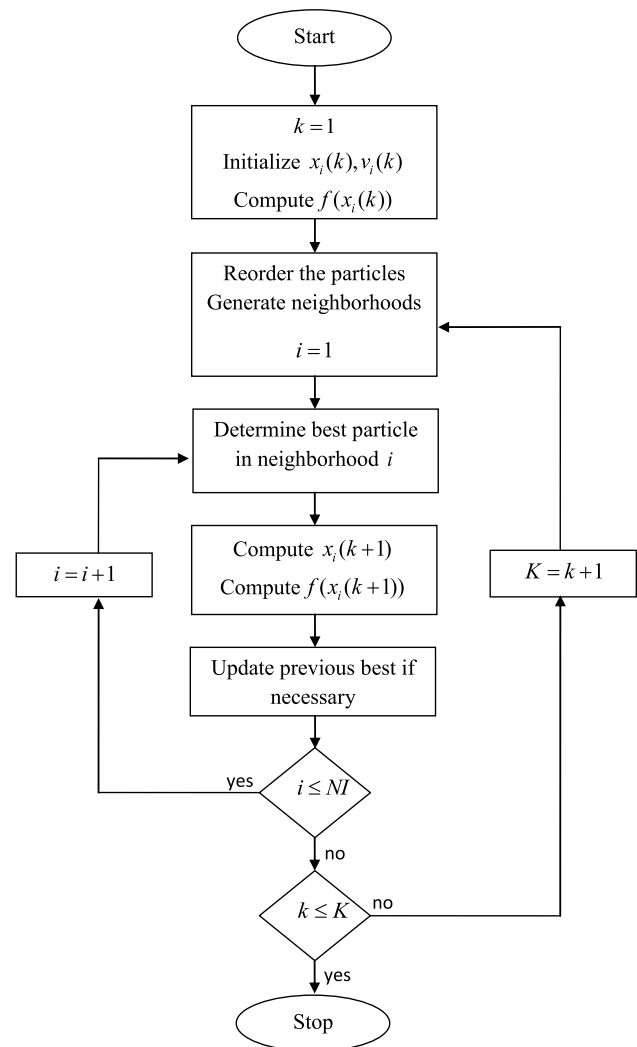 Start
k = 1
Initialize x_i(k), v_i(k)
Compute f(x_i(k))
Reorder the particles
Generate neighborhoods
i = 1
Determine best particle
in neighborhood i
Compute x_i(k+1)
Compute f(x_i(k+1))
i = i+1
K = k+1
Update previous best if
necessary
yes
i ≤ NI
no
k ≤ K
no
yes
Stop